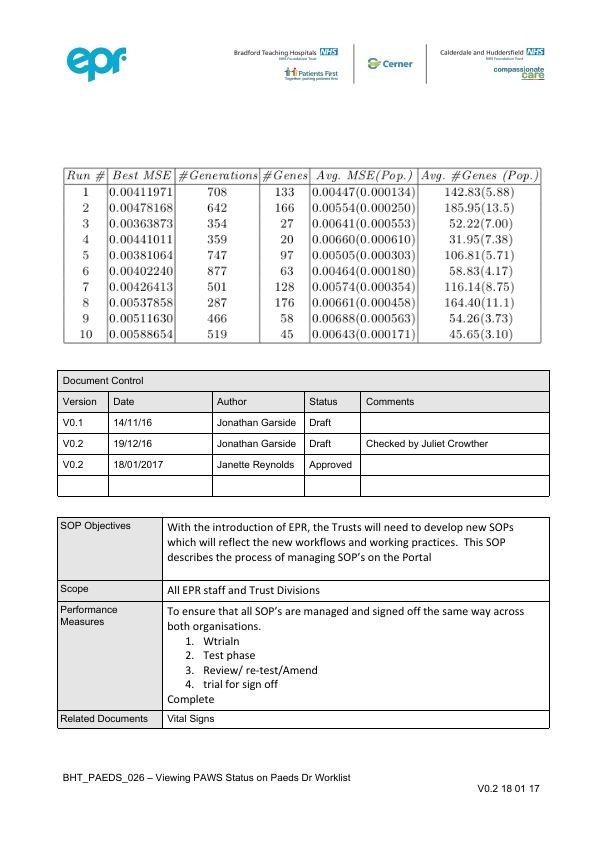 epr
Bradford Teaching Hospitals NHS
NHS Foundation Trust
Patients First
Together, putting patients first
Cerner
Calderdale and Huddersfield NHS
NHS Foundation Trust
compassionate
care
Run # Best MSE #Generations #Genes Avg. MSE(Pop.) Avg. #Genes (Pop.)
1 0.00411971 708 133 0.00447(0.000134) 142.83(5.88)
2 0.00478168 642 166 0.00554(0.000250) 185.95(13.5)
3 0.00363873 354 27 0.00641(0.000553) 52.22(7.00)
4 0.00441011 359 20 0.00660(0.000610) 31.95(7.38)
5 0.00381064 747 97 0.00505(0.000303) 106.81(5.71)
6 0.00402240 877 63 0.00464(0.000180) 58.83(4.17)
7 0.00426413 501 128 0.00574(0.000354) 116.14(8.75)
8 0.00537858 287 176 0.00661(0.000458) 164.40(11.1)
9 0.00511630 466 58 0.00688(0.000563) 54.26(3.73)
10 0.00588654 519 45 0.00643(0.000171) 45.65(3.10)
Document Control
Version Date Author Status Comments
V0.1 14/11/16 Jonathan Garside Draft
V0.2 19/12/16 Jonathan Garside Draft Checked by Juliet Crowther
V0.2 18/01/2017 Janette Reynolds Approved
SOP Objectives With the introduction of EPR, the Trusts will need to develop new SOPs
which will reflect the new workflows and working practices. This SOP
describes the process of managing SOP's on the Portal
Scope All EPR staff and Trust Divisions
Performance Measures To ensure that all SOP's are managed and signed off the same way across
both organisations.
1. Wtrialn
2. Test phase
3. Review/ re-test/Amend
4. trial for sign off
Complete
Related Documents Vital Signs
BHT_PAEDS_026 – Viewing PAWS Status on Paeds Dr Worklist
V0.2 18 01 17